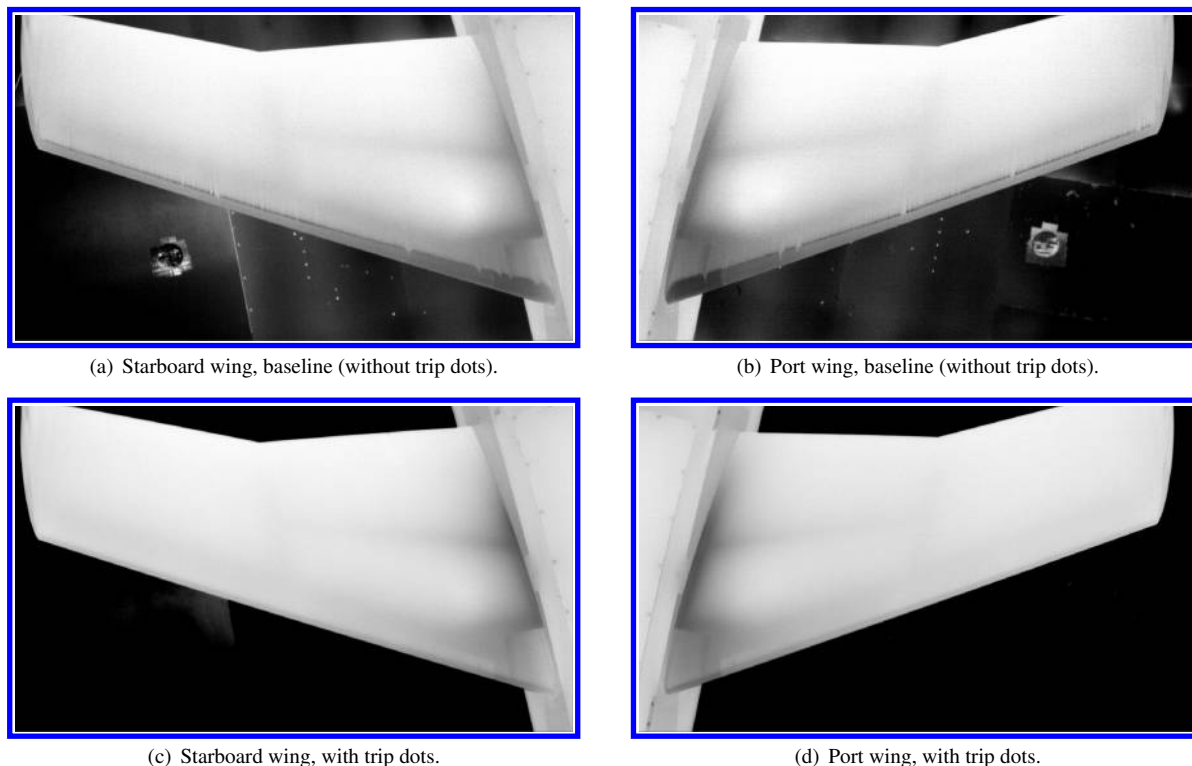 (a) Starboard wing, baseline (without trip dots).
(b) Port wing, baseline (without trip dots).
(c) Starboard wing, with trip dots.
(d) Port wing, with trip dots.